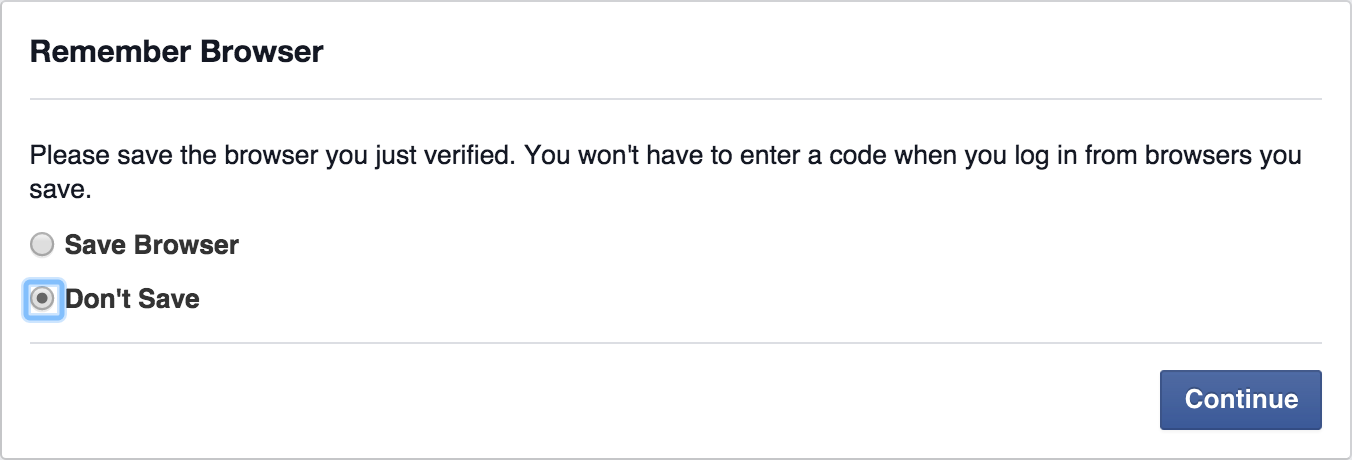 Remember Browser
Please save the browser you just verified. You won't have to enter a code when you log in from browsers you
save.
Save Browser
Don't Save
Continue